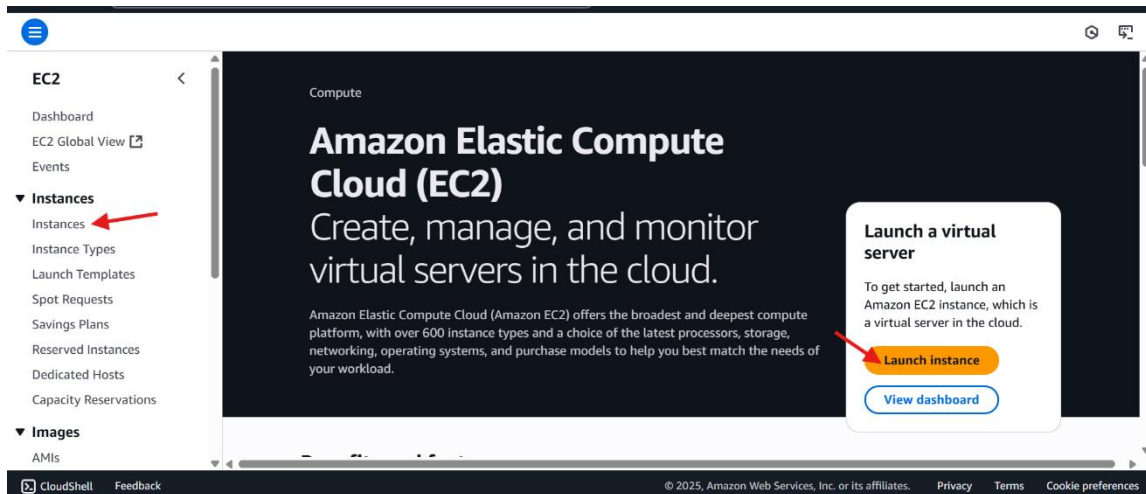 EC2
Dashboard
EC2 Global View
Events
Instances
Instances
Instance Types
Launch Templates
Spot Requests
Savings Plans
Reserved Instances
Dedicated Hosts
Capacity Reservations
Images
AMIs
Compute
Amazon Elastic Compute
Cloud (EC2)
Create, manage, and monitor
virtual servers in the cloud.
Amazon Elastic Compute Cloud (Amazon EC2) offers the broadest and deepest compute
platform, with over 600 instance types and a choice of the latest processors, storage,
networking, operating systems, and purchase models to help you best match the needs of
your workload.
Launch a virtual
server
To get started, launch an
Amazon EC2 instance, which is
a virtual server in the cloud.
Launch instance
View dashboard
CloudShell Feedback © 2025, Amazon Web Services, Inc. or its affiliates. Privacy Terms Cookie preferences